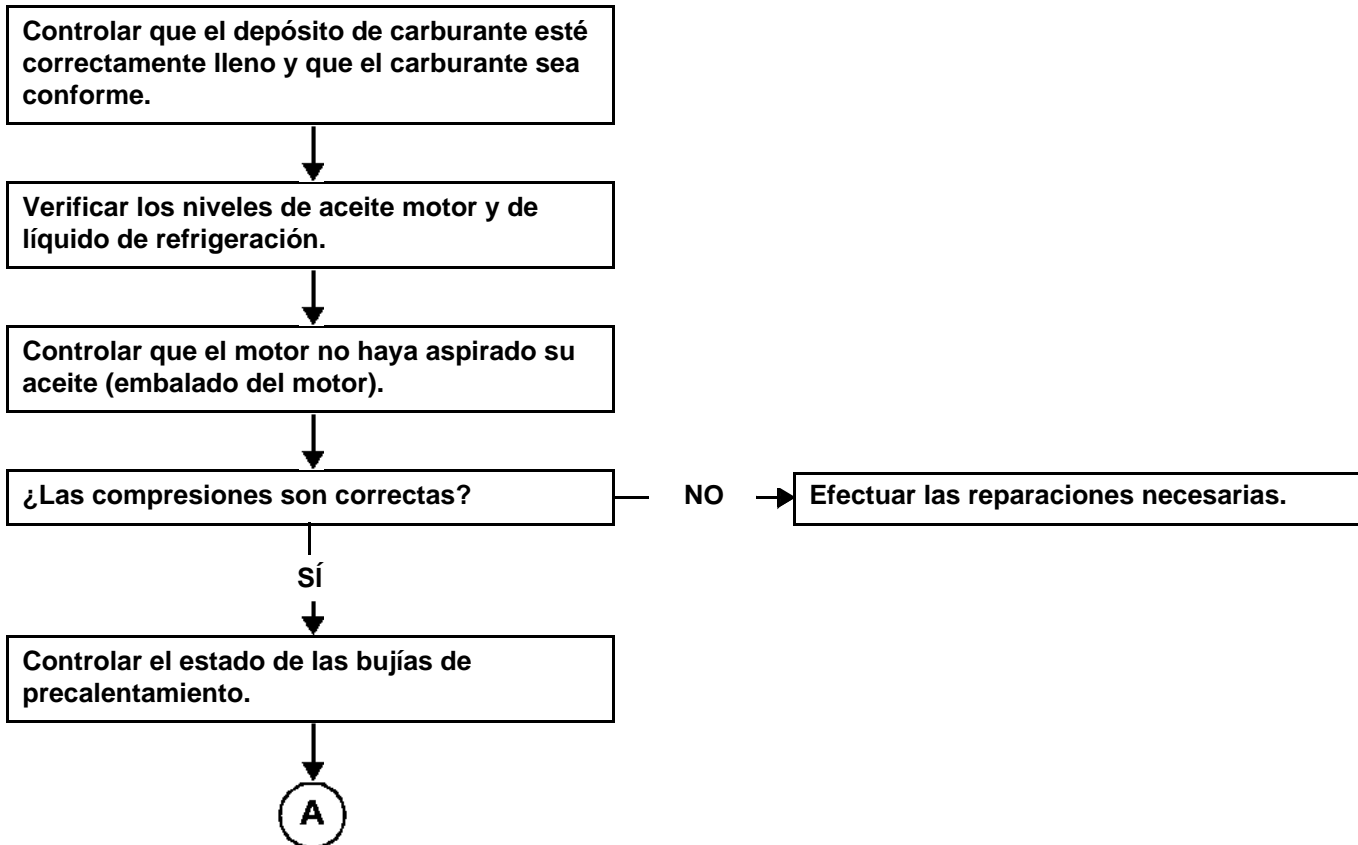 Controlar que el depósito de carburante esté
correctamente lleno y que el carburante sea
conforme.
Verificar los niveles de aceite motor y de
líquido de refrigeración.
Controlar que el motor no haya aspirado su
aceite (embalado del motor).
¿Las compresiones son correctas?
NO
Efectuar las reparaciones necesarias.
SÍ
Controlar el estado de las bujías de
precalentamiento.
A